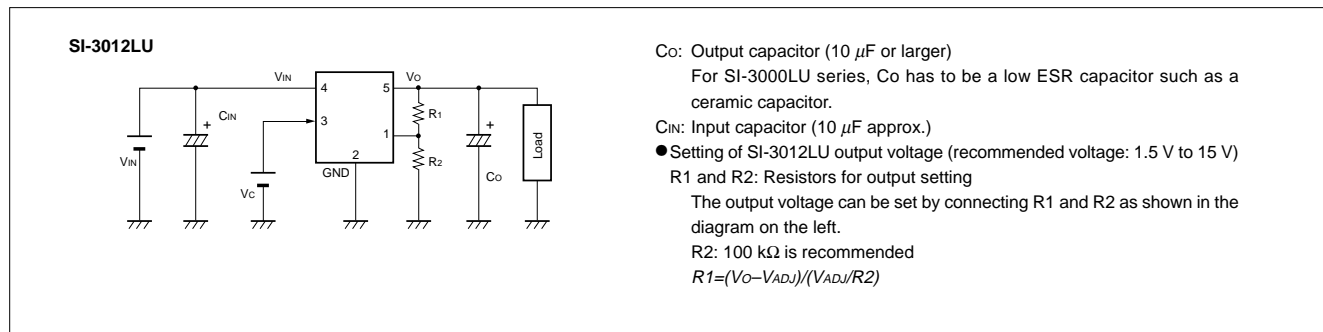 SI-3012LU
VIN
4
5
VO
CIN
+
3
1
R1
+
2
R2
VIN
GND
CO
VC
Load
Co: Output capacitor (10 μF or larger)
For SI-3000LU series, Co has to be a low ESR capacitor such as a
ceramic capacitor.
CIN: Input capacitor (10 μF approx.)
●Setting of SI-3012LU output voltage (recommended voltage: 1.5 V to 15 V)
R1 and R2: Resistors for output setting
The output voltage can be set by connecting R1 and R2 as shown in the
diagram on the left.
R2: 100 kΩ is recommended
R1=(VO–VADJ)/(VADJ/R2)